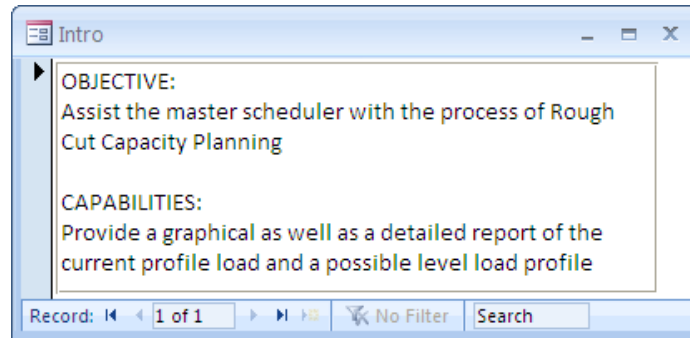 Intro
OBJECTIVE:
Assist the master scheduler with the process of Rough
Cut Capacity Planning
CAPABILITIES:
Provide a graphical as well as a detailed report of the
current profile load and a possible level load profile
Record: 1 of 1 No Filter Search